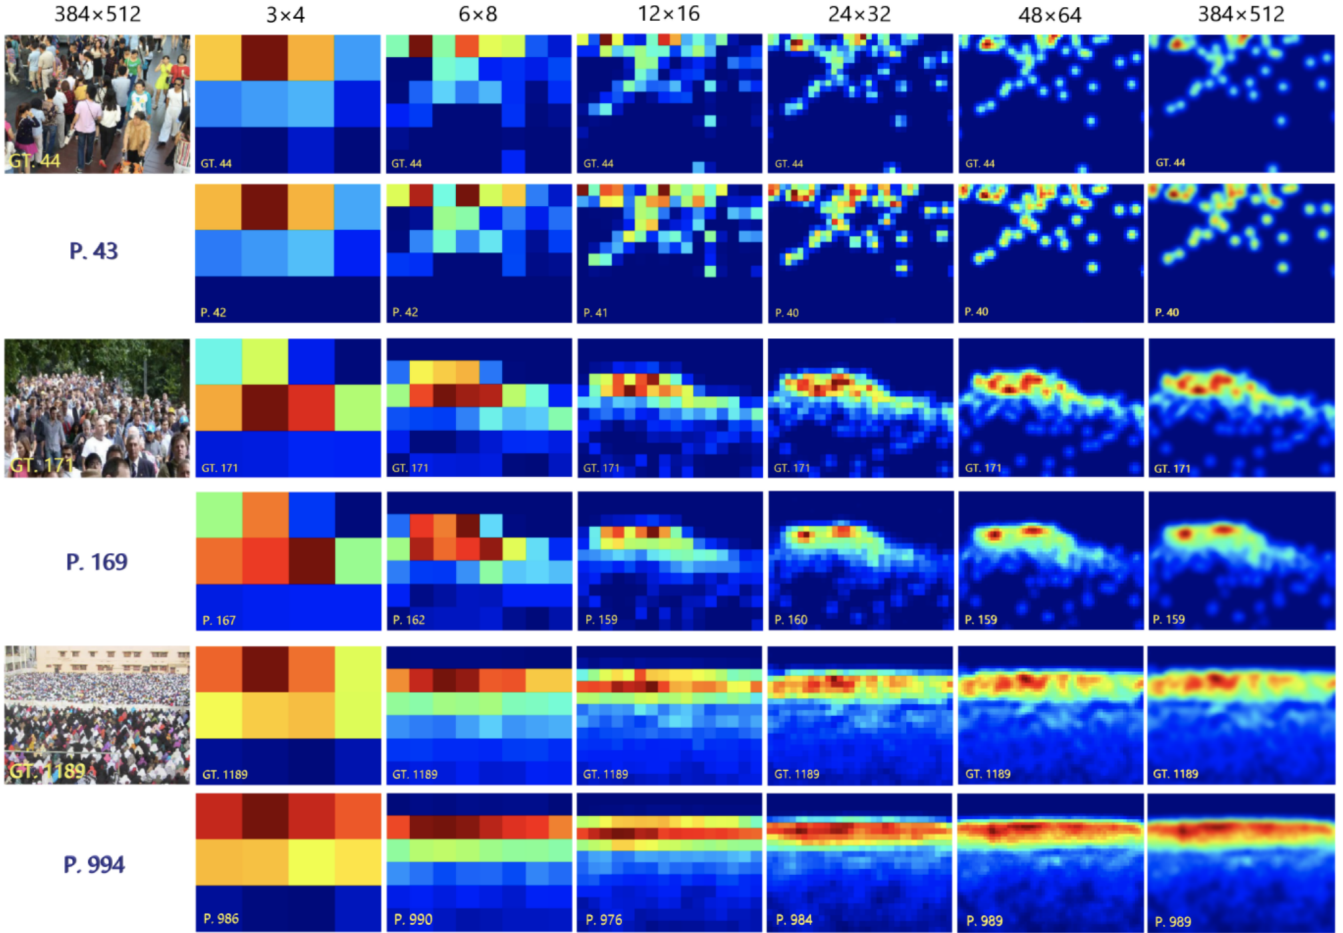 384×512 3×4 6×8 12×16 24×32 48×64 384×512
GT. 44 GT. 44 GT. 44 GT. 44 GT. 44 GT. 44 GT. 44
P. 43 P. 42 P. 42 P. 41 P. 40 P. 40 P. 40
GT. 171 GT. 171 GT. 171 GT. 171 GT. 171 GT. 171 GT. 171
P. 169 P. 167 P. 162 P. 159 P. 160 P. 159 P. 159
GT. 1189 GT. 1189 GT. 1189 GT. 1189 GT. 1189 GT. 1189 GT. 1189
P. 994 P. 986 P. 990 P. 976 P. 984 P. 989 P. 989